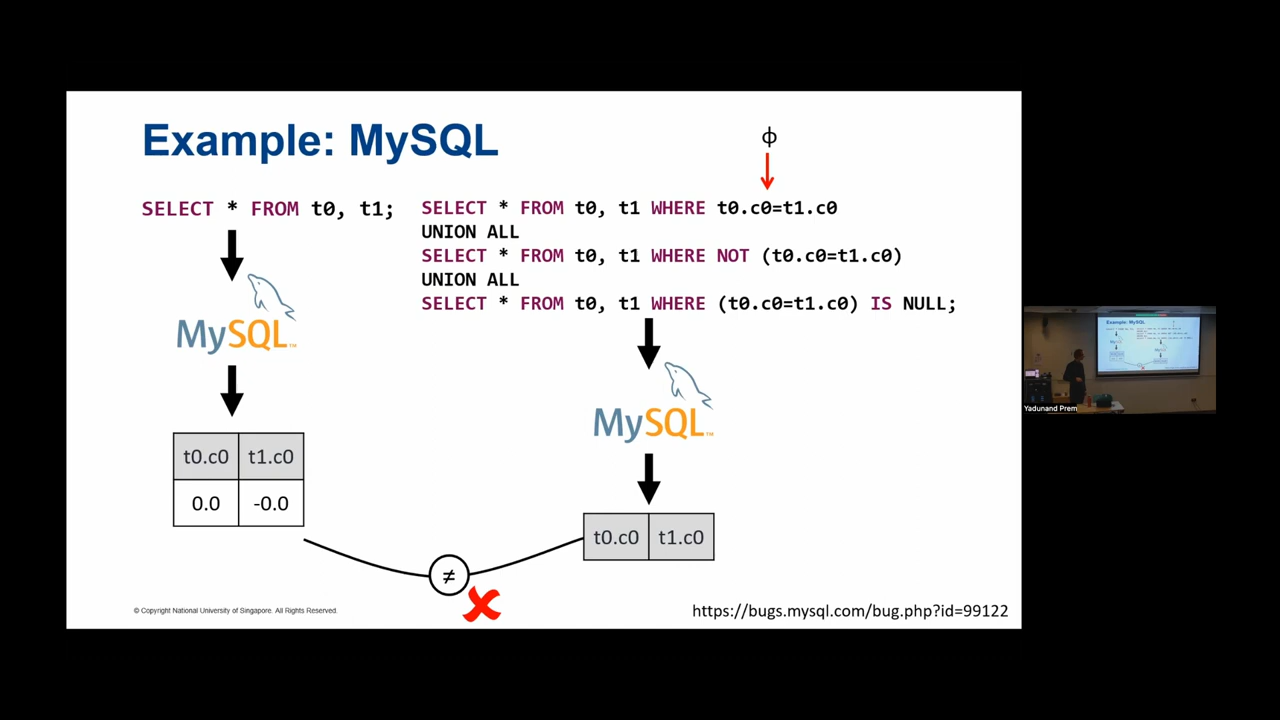 Example: MySQL
ϕ
SELECT * FROM t0, t1;
SELECT * FROM t0, t1 WHERE t0.c0=t1.c0
UNION ALL
SELECT * FROM t0, t1 WHERE NOT (t0.c0=t1.c0)
UNION ALL
SELECT * FROM t0, t1 WHERE (t0.c0=t1.c0) IS NULL;
MySQL™
MySQL™
t0.c0 t1.c0
0.0 -0.0
t0.c0 t1.c0
≠
© Copyright National University of Singapore. All Rights Reserved.
https://bugs.mysql.com/bug.php?id=99122
Example: MySQL
Yadunand Prem